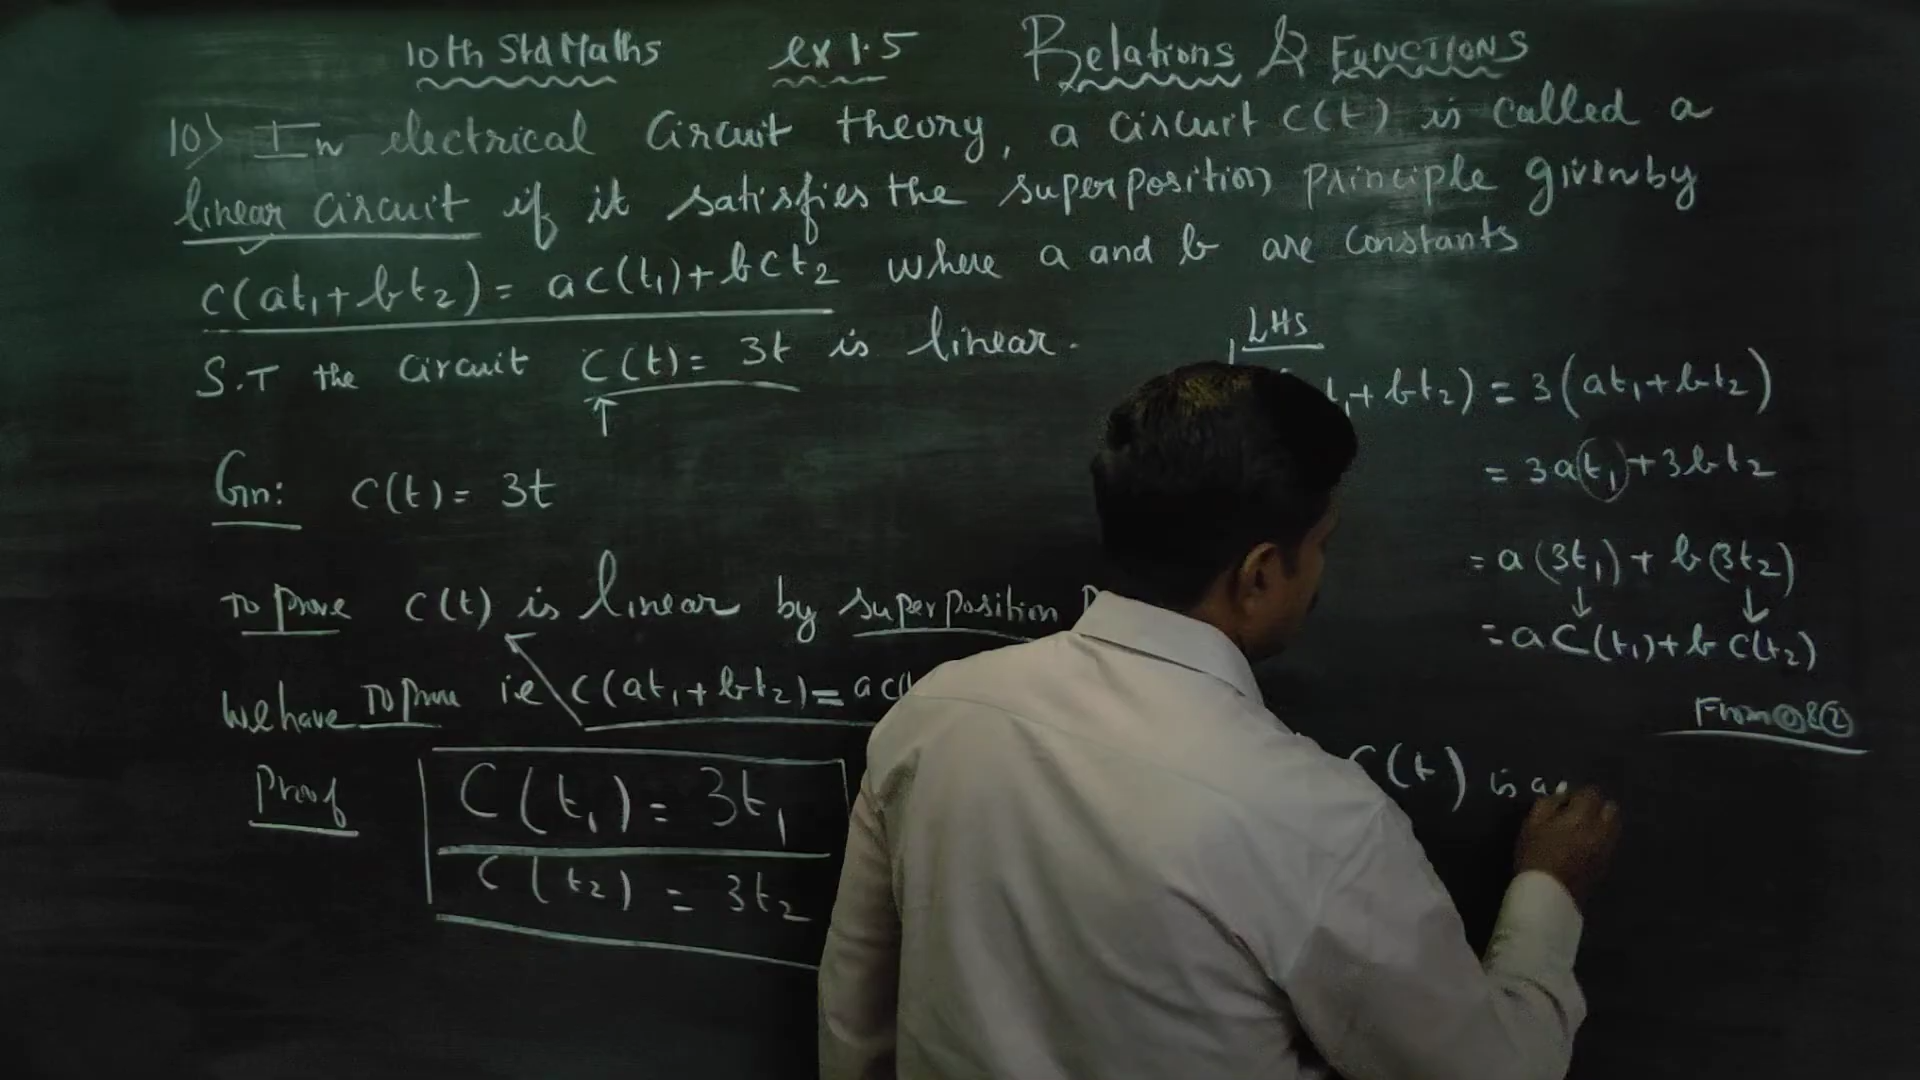 10th Std Maths ex 1.5 Relations & FUNCTIONS
10) In electrical Circuit theory, a circuit C(t) is called a
linear circuit if it satisfies the superposition principle given by
C(at₁+bt₂) = aC(t₁)+bCt₂ where a and b are constants
S.T the circuit C(t) = 3t is linear.
Gn: C(t) = 3t
To prove C(t) is linear by superposition
We have To prove i.e C(at₁+bt₂) = aC(
Proof
C(t₁) = 3t₁
C(t₂) = 3t₂
LHS
t₁+bt₂) = 3(at₁+bt₂)
= 3a(t₁)+3bt₂
= a(3t₁)+b(3t₂)
= aC(t₁)+bC(t₂)
From ① & ②
C(t) is a